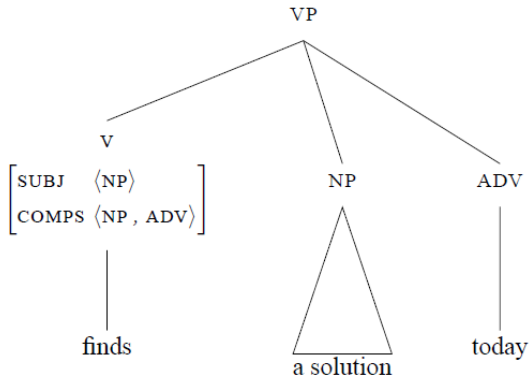 VP
V
SUBJ ⟨NP⟩
COMPS ⟨NP , ADV⟩
NP
ADV
finds
a solution
today